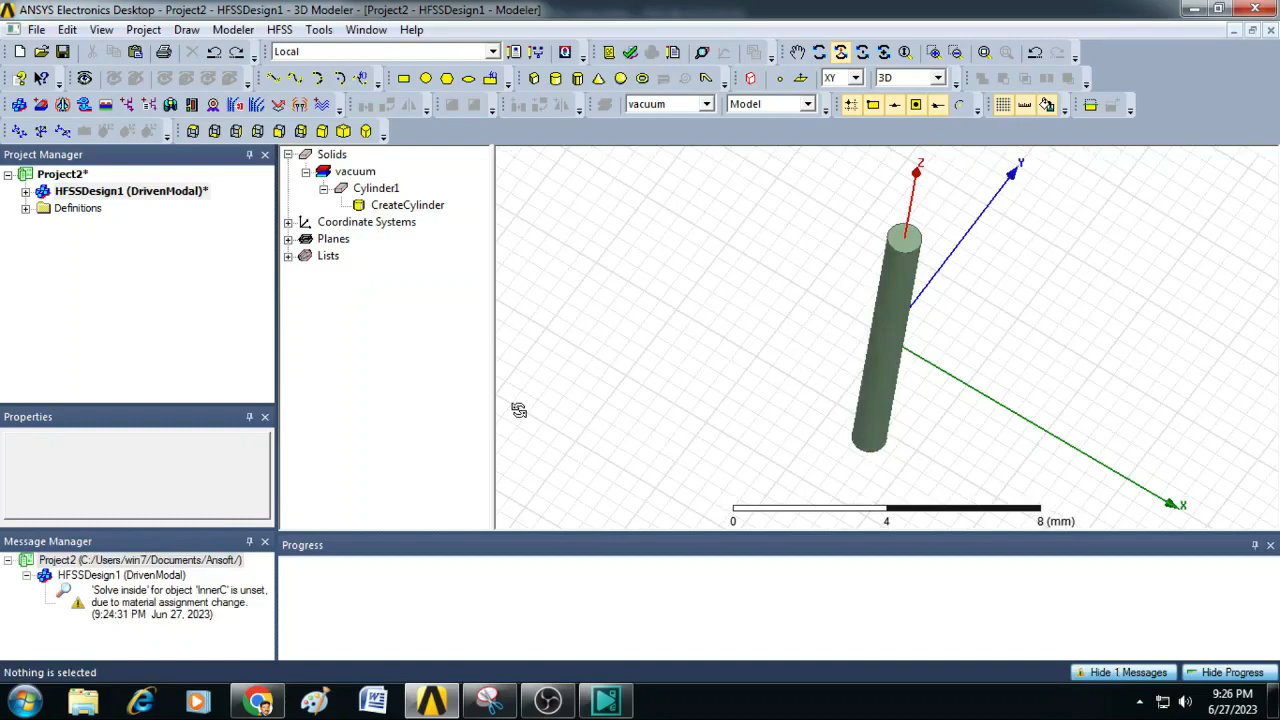 ANSYS Electronics Desktop - Project2 - HFSSDesign1 - 3D Modeler - [Project2 - HFSSDesign1 - Modeler]
File Edit View Project Draw Modeler HFSS Tools Window Help
Local
XY 3D
vacuum Model
Project Manager
Project2*
HFSSDesign1 (DrivenModal)*
Definitions
Solids
vacuum
Cylinder1
CreateCylinder
Coordinate Systems
Planes
Lists
Z
Y
X
0 4 8 (mm)
Properties
Message Manager
Project2 (C:/Users/win7/Documents/Ansoft/)
HFSSDesign1 (DrivenModal)
'Solve inside' for object 'InnerC' is unset,
due to material assignment change.
(9:24:31 PM Jun 27, 2023)
Progress
Nothing is selected
Hide 1 Messages Hide Progress
9:26 PM
6/27/2023